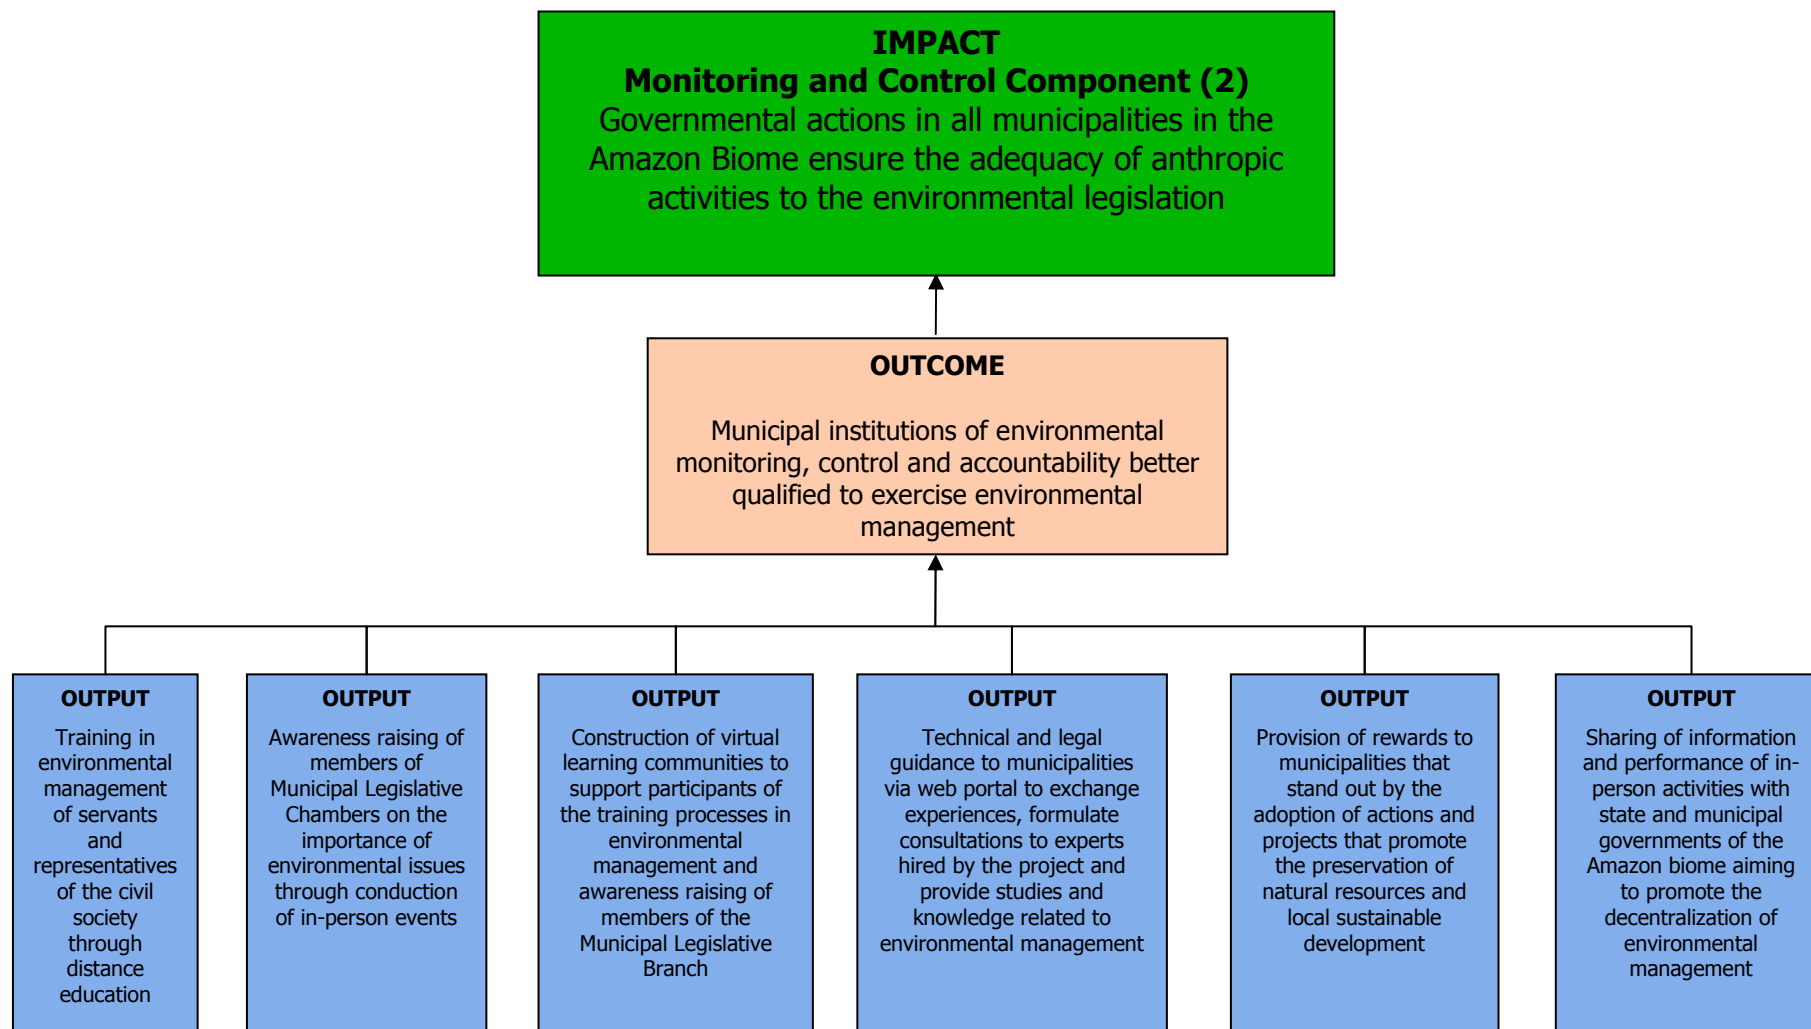 IMPACT
Monitoring and Control Component (2)
Governmental actions in all municipalities in the
Amazon Biome ensure the adequacy of anthropic
activities to the environmental legislation
OUTCOME
Municipal institutions of environmental
monitoring, control and accountability better
qualified to exercise environmental
management
OUTPUT
Training in
environmental
management
of servants
and
representatives
of the civil
society
through
distance
education
OUTPUT
Awareness raising of
members of
Municipal Legislative
Chambers on the
importance of
environmental issues
through conduction
of in-person events
OUTPUT
Construction of virtual
learning communities to
support participants of
the training processes in
environmental
management and
awareness raising of
members of the
Municipal Legislative
Branch
OUTPUT
Technical and legal
guidance to municipalities
via web portal to exchange
experiences, formulate
consultations to experts
hired by the project and
provide studies and
knowledge related to
environmental management
OUTPUT
Provision of rewards to
municipalities that
stand out by the
adoption of actions and
projects that promote
the preservation of
natural resources and
local sustainable
development
OUTPUT
Sharing of information
and performance of in-
person activities with
state and municipal
governments of the
Amazon biome aiming
to promote the
decentralization of
environmental
management